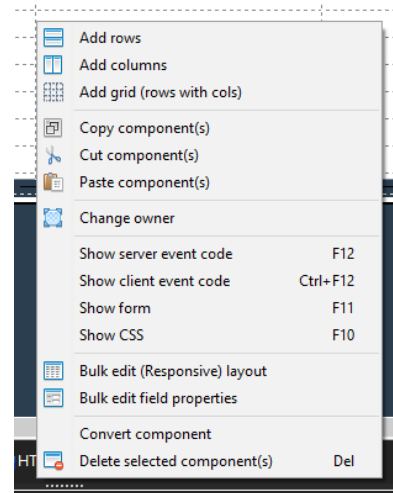 Add rows
Add columns
Add grid (rows with cols)
Copy component(s)
Cut component(s)
Paste component(s)
Change owner
Show server event code F12
Show client event code Ctrl+F12
Show form F11
Show CSS F10
Bulk edit (Responsive) layout
Bulk edit field properties
Convert component
HT
Delete selected component(s) Del